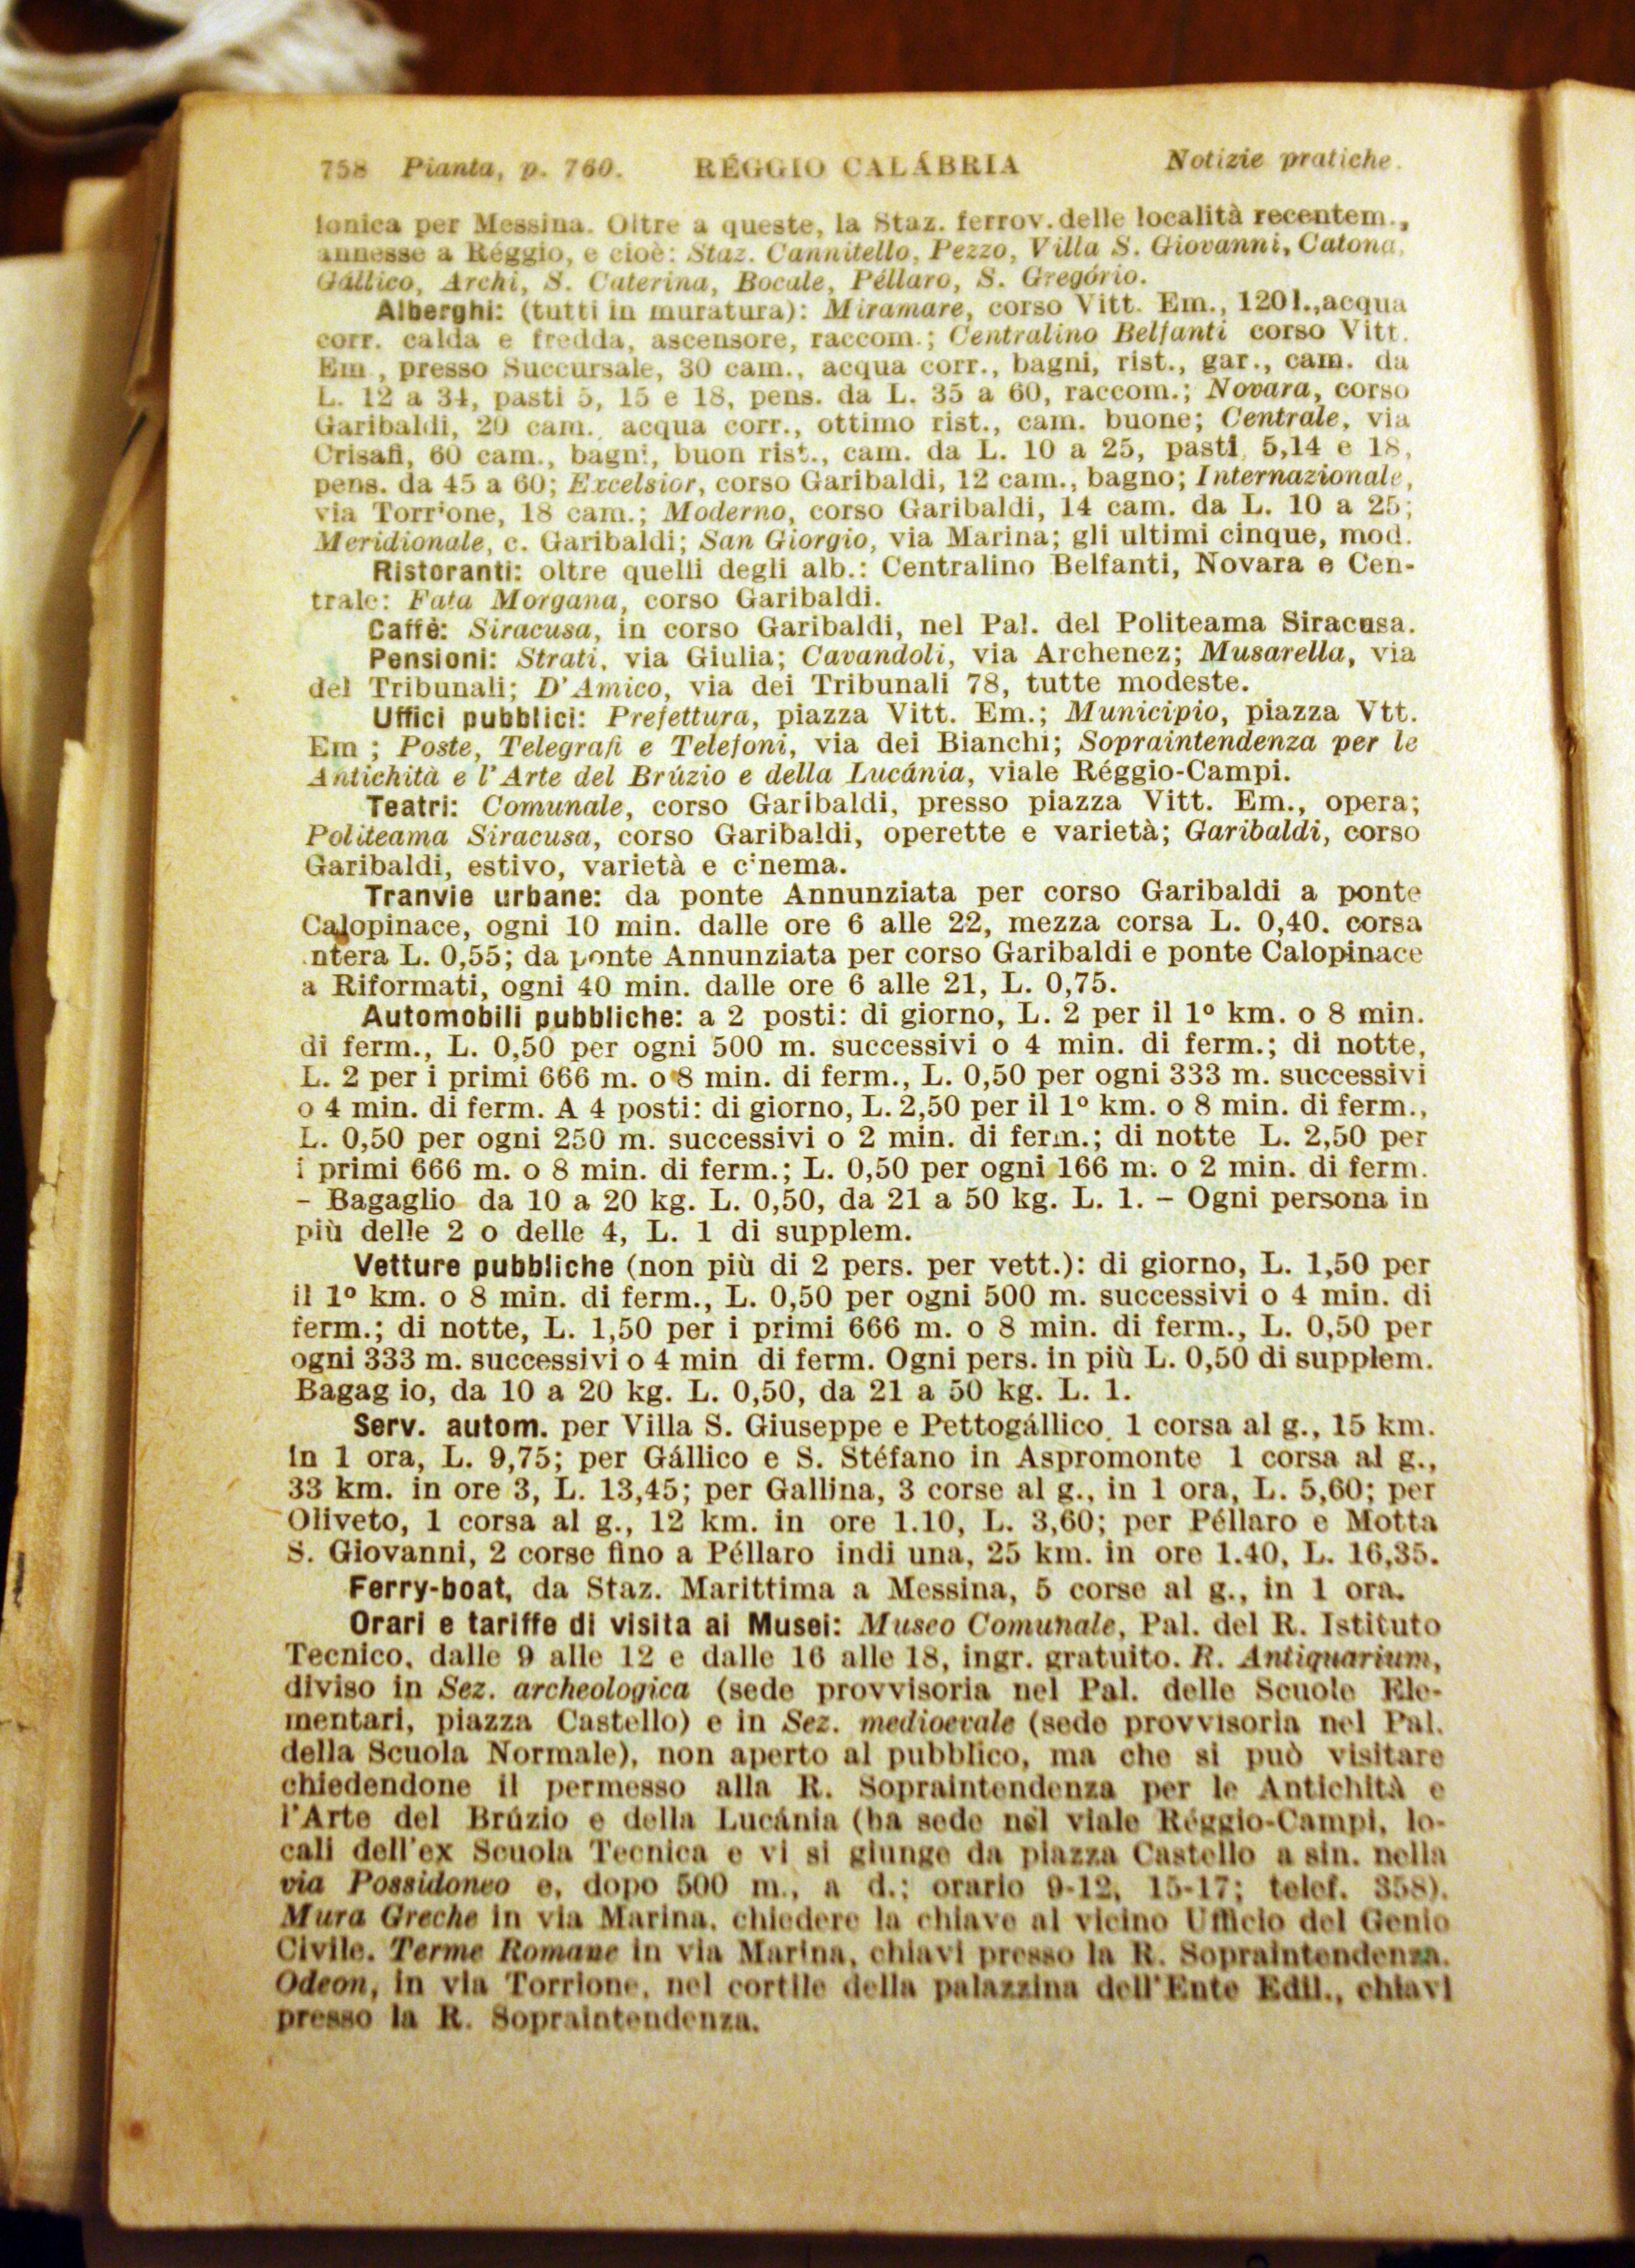 758 Pianta, p. 760. RÉGGIO CALÁBRIA Notizie pratiche.
Ionica per Messina. Oltre a queste, la Staz. ferrov. delle località recentem.,
annesse a Réggio, e cioè: Staz. Cannitello, Pezzo, Villa S. Giovanni, Catona,
Gállico, Archi, S. Caterina, Bocale, Péllaro, S. Gregório.
Alberghi: (tutti in muratura): Miramare, corso Vitt. Em., 120 l., acqua
corr. calda e fredda, ascensore, raccom.; Centralino Belfanti corso Vitt.
Em., presso Succursale, 30 cam., acqua corr., bagni, rist., gar., cam. da
L. 12 a 34, pasti 5, 15 e 18, pens. da L. 35 a 60, raccom.; Novara, corso
Garibaldi, 20 cam., acqua corr., ottimo rist., cam. buone; Centrale, via
Crisafi, 60 cam., bagni, buon rist., cam. da L. 10 a 25, pasti 5,14 e 18,
pens. da 45 a 60; Excelsior, corso Garibaldi, 12 cam., bagno; Internazionale,
via Torrione, 18 cam.; Moderno, corso Garibaldi, 14 cam. da L. 10 a 25;
Meridionale, c. Garibaldi; San Giorgio, via Marina; gli ultimi cinque, mod.
Ristoranti: oltre quelli degli alb.: Centralino Belfanti, Novara e Cen-
trale: Fata Morgana, corso Garibaldi.
Caffè: Siracusa, in corso Garibaldi, nel Pal. del Politeama Siracusa.
Pensioni: Strati, via Giulia; Cavandoli, via Archenez; Musarella, via
dei Tribunali; D'Amico, via dei Tribunali 78, tutte modeste.
Uffici pubblici: Prefettura, piazza Vitt. Em.; Municipio, piazza Vtt.
Em ; Poste, Telegrafi e Telefoni, via dei Bianchi; Sopraintendenza per le
Antichità e l'Arte del Brúzio e della Lucánia, viale Réggio-Campi.
Teatri: Comunale, corso Garibaldi, presso piazza Vitt. Em., opera;
Politeama Siracusa, corso Garibaldi, operette e varietà; Garibaldi, corso
Garibaldi, estivo, varietà e cinema.
Tranvie urbane: da ponte Annunziata per corso Garibaldi a ponte
Calopinace, ogni 10 min. dalle ore 6 alle 22, mezza corsa L. 0,40. corsa
ntera L. 0,55; da ponte Annunziata per corso Garibaldi e ponte Calopinace
a Riformati, ogni 40 min. dalle ore 6 alle 21, L. 0,75.
Automobili pubbliche: a 2 posti: di giorno, L. 2 per il 1º km. o 8 min.
di ferm., L. 0,50 per ogni 500 m. successivi o 4 min. di ferm.; di notte,
L. 2 per i primi 666 m. o 8 min. di ferm., L. 0,50 per ogni 333 m. successivi
o 4 min. di ferm. A 4 posti: di giorno, L. 2,50 per il 1º km. o 8 min. di ferm.,
L. 0,50 per ogni 250 m. successivi o 2 min. di ferm.; di notte L. 2,50 per
i primi 666 m. o 8 min. di ferm.; L. 0,50 per ogni 166 m. o 2 min. di ferm.
– Bagaglio da 10 a 20 kg. L. 0,50, da 21 a 50 kg. L. 1. – Ogni persona in
più delle 2 o delle 4, L. 1 di supplem.
Vetture pubbliche (non più di 2 pers. per vett.): di giorno, L. 1,50 per
il 1º km. o 8 min. di ferm., L. 0,50 per ogni 500 m. successivi o 4 min. di
ferm.; di notte, L. 1,50 per i primi 666 m. o 8 min. di ferm., L. 0,50 per
ogni 333 m. successivi o 4 min di ferm. Ogni pers. in più L. 0,50 di supplem.
Bagag io, da 10 a 20 kg. L. 0,50, da 21 a 50 kg. L. 1.
Serv. autom. per Villa S. Giuseppe e Pettogállico, 1 corsa al g., 15 km.
in 1 ora, L. 9,75; per Gállico e S. Stéfano in Aspromonte 1 corsa al g.,
33 km. in ore 3, L. 13,45; per Gallina, 3 corse al g., in 1 ora, L. 5,60; per
Oliveto, 1 corsa al g., 12 km. in ore 1.10, L. 3,60; per Péllaro e Motta
S. Giovanni, 2 corse fino a Péllaro indi una, 25 km. in ore 1.40, L. 16,35.
Ferry-boat, da Staz. Marittima a Messina, 5 corse al g., in 1 ora.
Orari e tariffe di visita ai Musei: Museo Comunale, Pal. del R. Istituto
Tecnico, dalle 9 alle 12 e dalle 16 alle 18, ingr. gratuito. R. Antiquarium,
diviso in Sez. archeologica (sede provvisoria nel Pal. delle Scuole Ele-
mentari, piazza Castello) e in Sez. medioevale (sede provvisoria nel Pal.
della Scuola Normale), non aperto al pubblico, ma che si può visitare
chiedendone il permesso alla R. Sopraintendenza per le Antichità e
l'Arte del Brúzio e della Lucánia (ha sede nel viale Réggio-Campi, lo-
cali dell'ex Scuola Tecnica e vi si giunge da piazza Castello a sin. nella
via Possidonea e, dopo 500 m., a d.; orario 9-12, 15-17; telef. 358).
Mura Greche in via Marina, chiedere la chiave al vicino Ufficio del Genio
Civile. Terme Romane in via Marina, chiavi presso la R. Sopraintendenza.
Odeon, in via Torrione, nel cortile della palazzina dell'Ente Edil., chiavi
presso la R. Sopraintendenza.